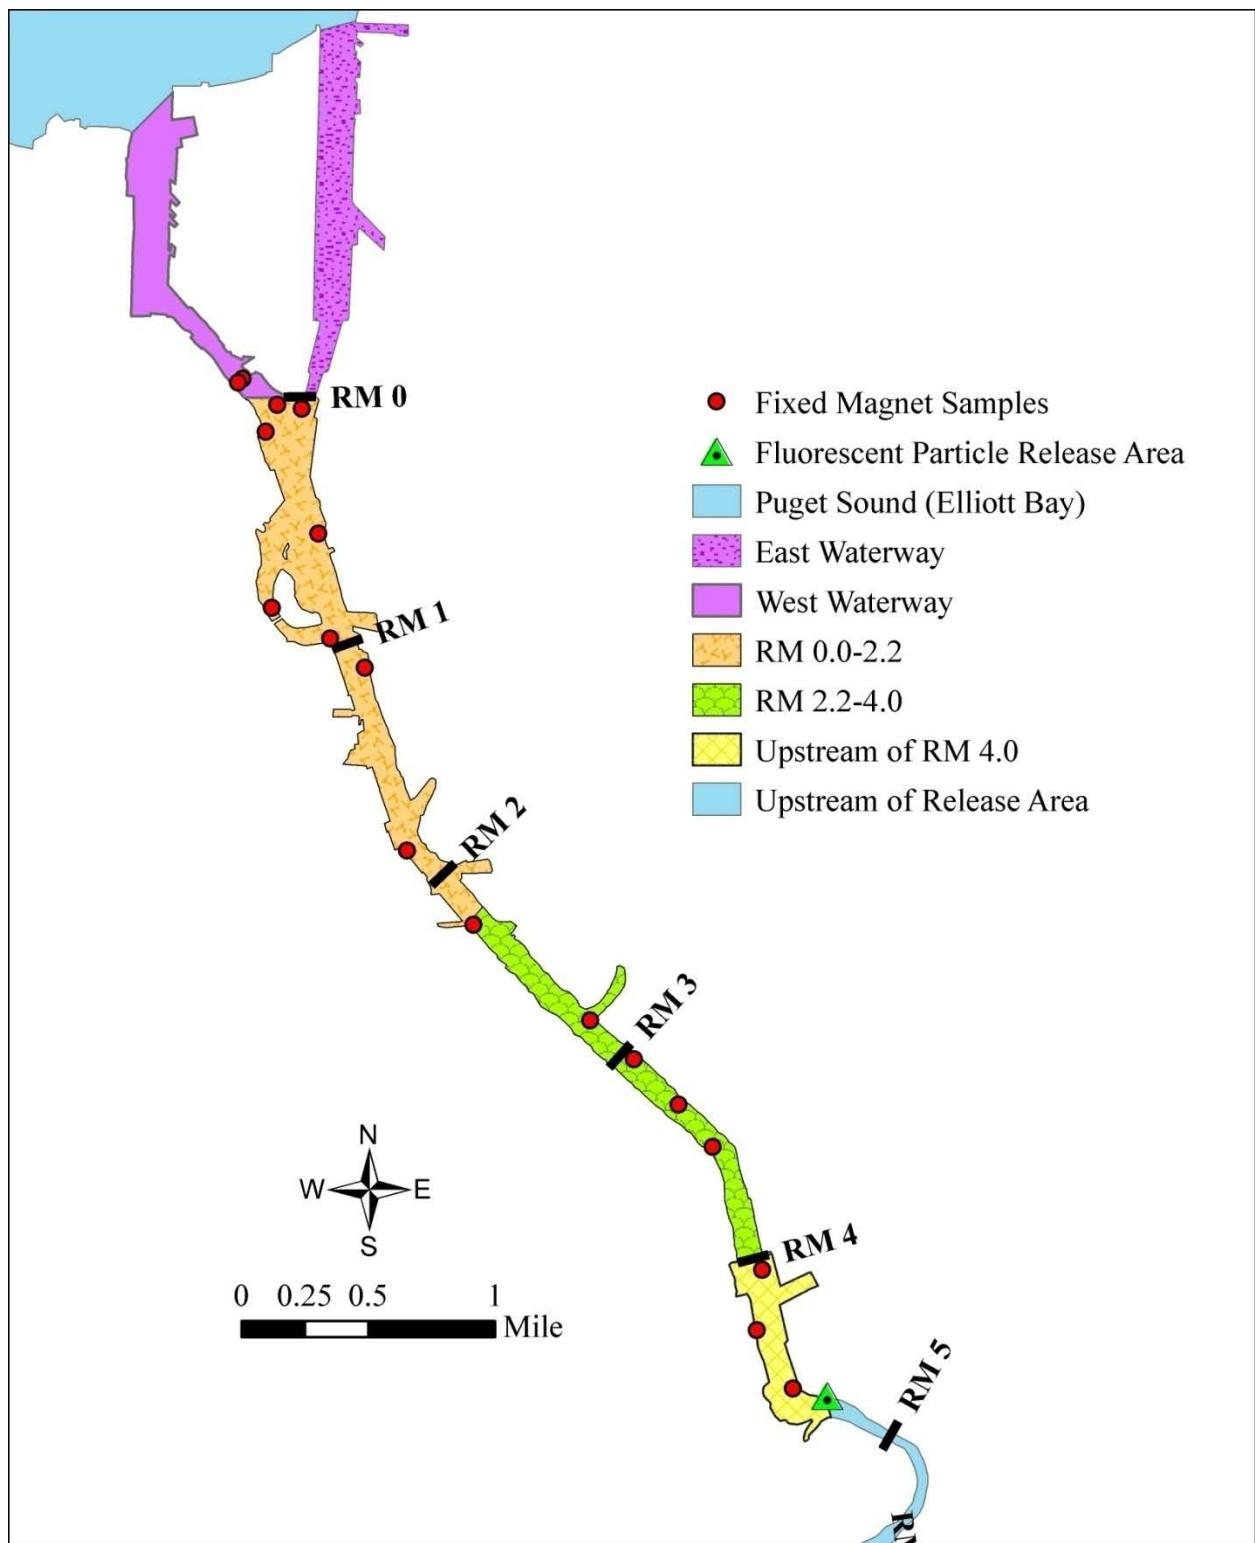 RM 0
Fixed Magnet Samples
Fluorescent Particle Release Area
Puget Sound (Elliott Bay)
East Waterway
West Waterway
RM 0.0-2.2
RM 2.2-4.0
Upstream of RM 4.0
Upstream of Release Area
RM 1
RM 2
RM 3
N
W E
S
RM 4
0 0.25 0.5 1
Mile
RM 5